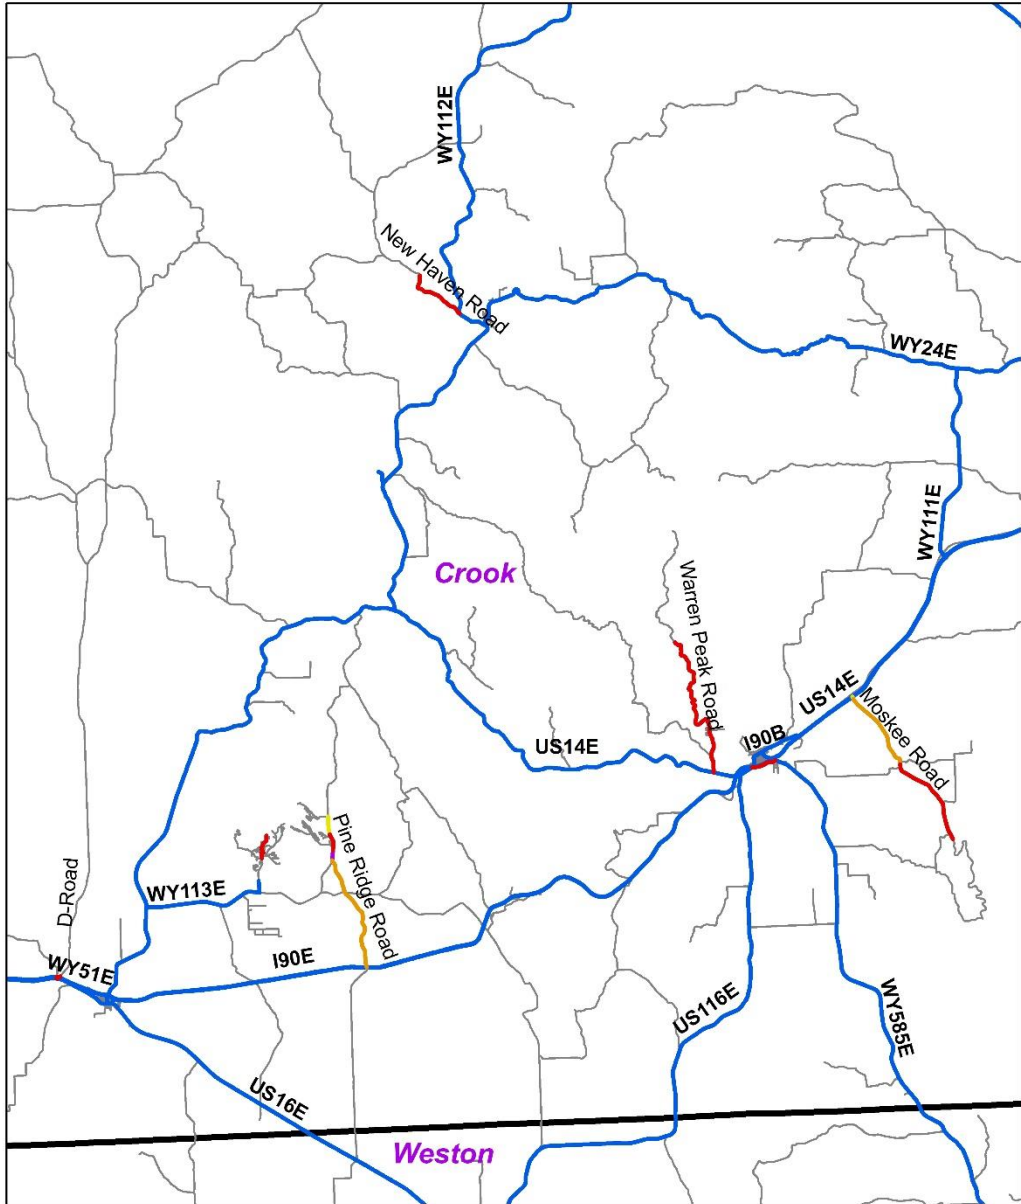 WY112E
New Haven Road
WY24E
WY111E
Crook
Warren Peak Road
US14E
Moskee Road
I90B
US14E
Pine Ridge Road
D-Road
WY113E
I90E
WY51E
US116E
WY585E
US16E
Weston